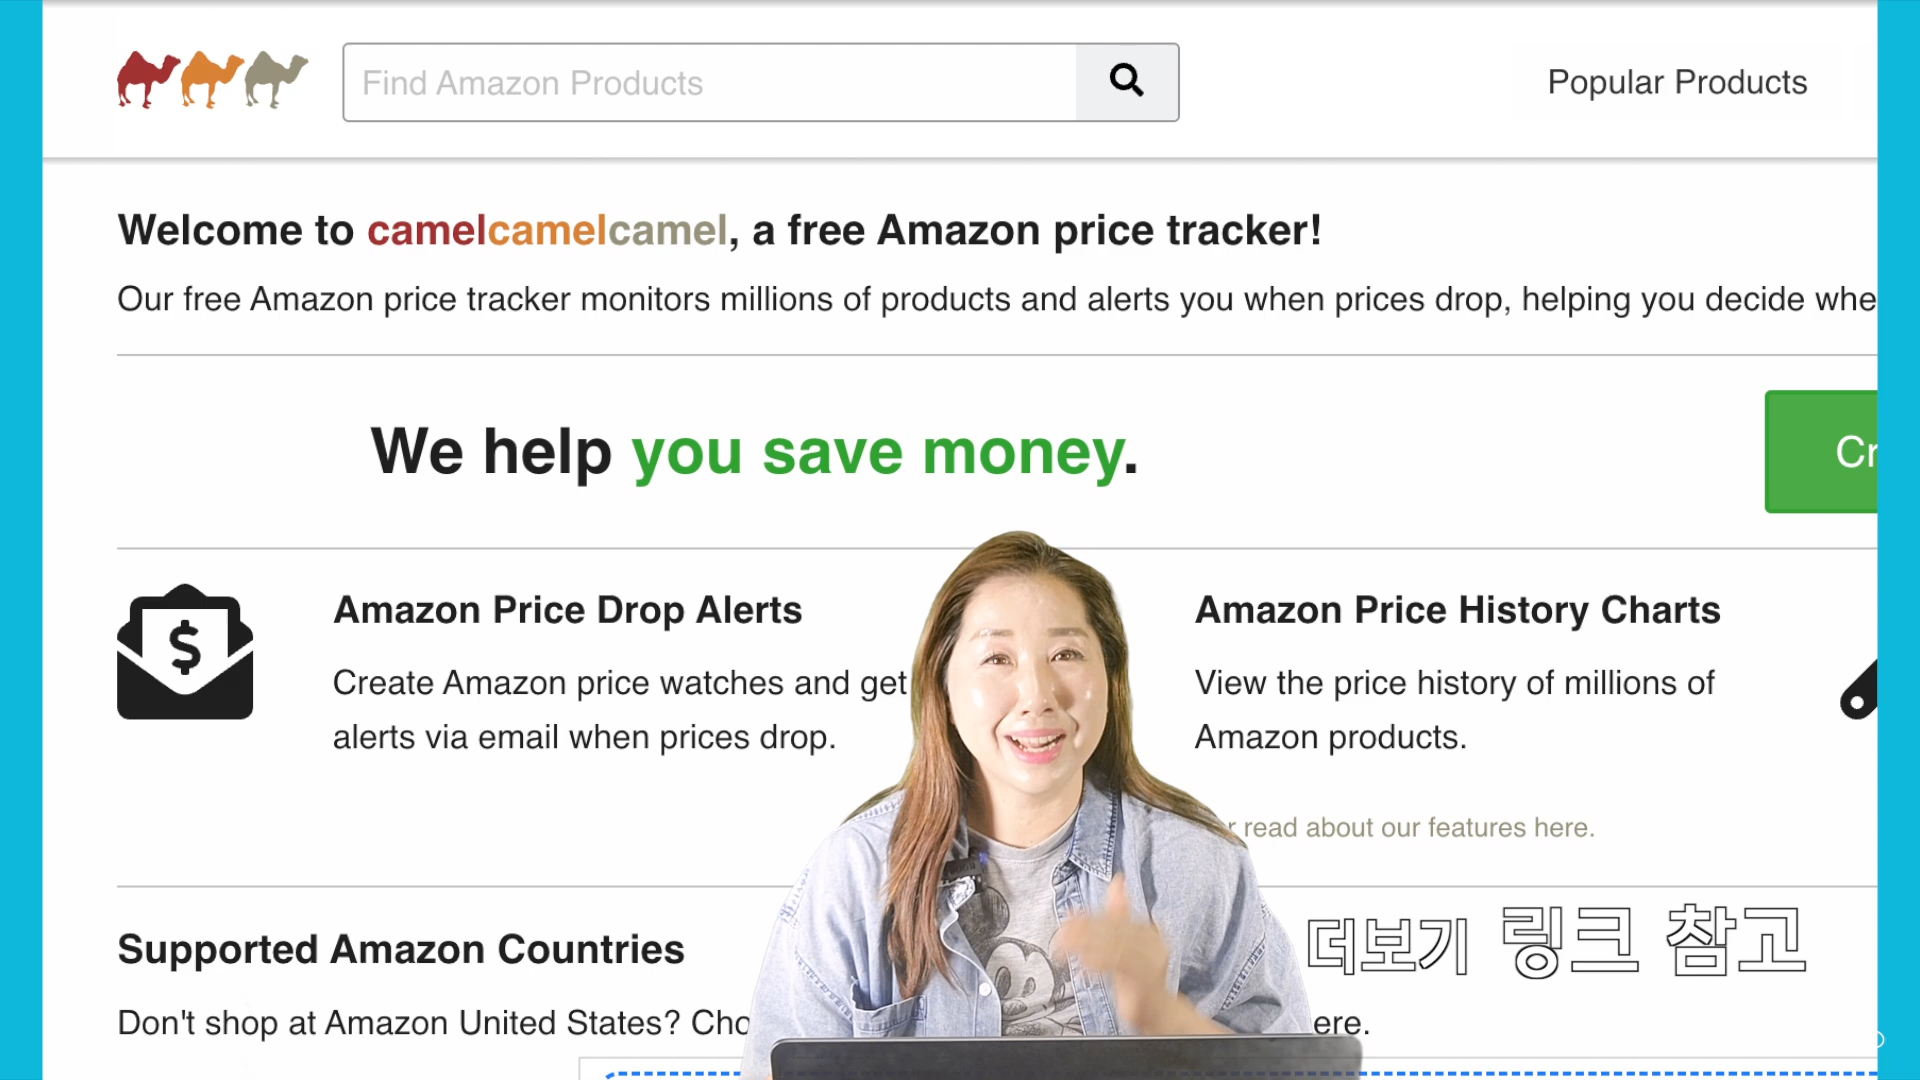 Find Amazon Products
Popular Products
Welcome to camelcamelcamel, a free Amazon price tracker!
Our free Amazon price tracker monitors millions of products and alerts you when prices drop, helping you decide whe
We help you save money.
Cr
$
Amazon Price Drop Alerts
Create Amazon price watches and get
alerts via email when prices drop.
Amazon Price History Charts
View the price history of millions of
Amazon products.
r read about our features here.
더보기 링크 참고
Supported Amazon Countries
Don't shop at Amazon United States? Cho
ere.